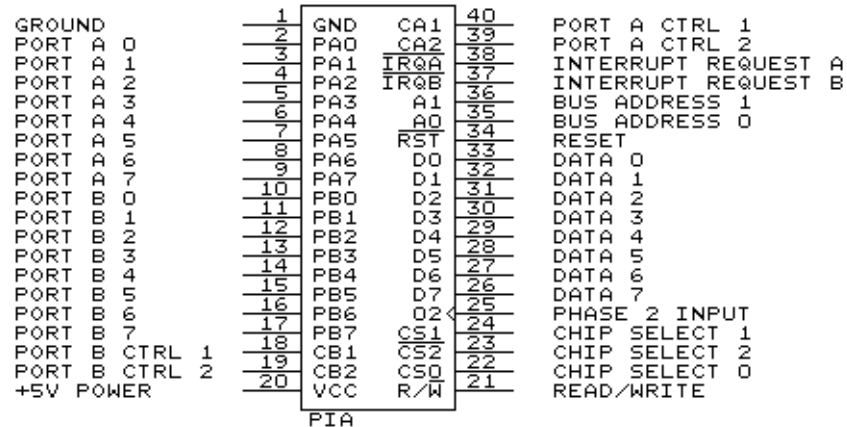 GROUND 1 GND CA1 40 PORT A CTRL 1
PORT A 0 2 PA0 CA2 39 PORT A CTRL 2
PORT A 1 3 PA1 IRQA 38 INTERRUPT REQUEST A
PORT A 2 4 PA2 IRQB 37 INTERRUPT REQUEST B
PORT A 3 5 PA3 A1 36 BUS ADDRESS 1
PORT A 4 6 PA4 A0 35 BUS ADDRESS 0
PORT A 5 7 PA5 RST 34 RESET
PORT A 6 8 PA6 D0 33 DATA 0
PORT A 7 9 PA7 D1 32 DATA 1
PORT B 0 10 PB0 D2 31 DATA 2
PORT B 1 11 PB1 D3 30 DATA 3
PORT B 2 12 PB2 D4 29 DATA 4
PORT B 3 13 PB3 D5 28 DATA 5
PORT B 4 14 PB4 D6 27 DATA 6
PORT B 5 15 PB5 D7 26 DATA 7
PORT B 6 16 PB6 O2 25 PHASE 2 INPUT
PORT B 7 17 PB7 CS1 24 CHIP SELECT 1
PORT B CTRL 1 18 CB1 CS2 23 CHIP SELECT 2
PORT B CTRL 2 19 CB2 CS0 22 CHIP SELECT 0
+5V POWER 20 VCC R/W 21 READ/WRITE
PIA